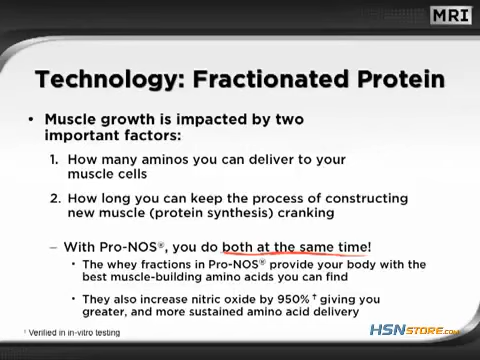 MRI
Technology: Fractionated Protein
• Muscle growth is impacted by two
important factors:
1. How many aminos you can deliver to your
muscle cells
2. How long you can keep the process of constructing
new muscle (protein synthesis) cranking
– With Pro-NOS®, you do both at the same time!
• The whey fractions in Pro-NOS® provide your body with the
best muscle-building amino acids you can find
• They also increase nitric oxide by 950% † giving you
greater, and more sustained amino acid delivery
† Verified in in-vitro testing
HSNSTORE.COM